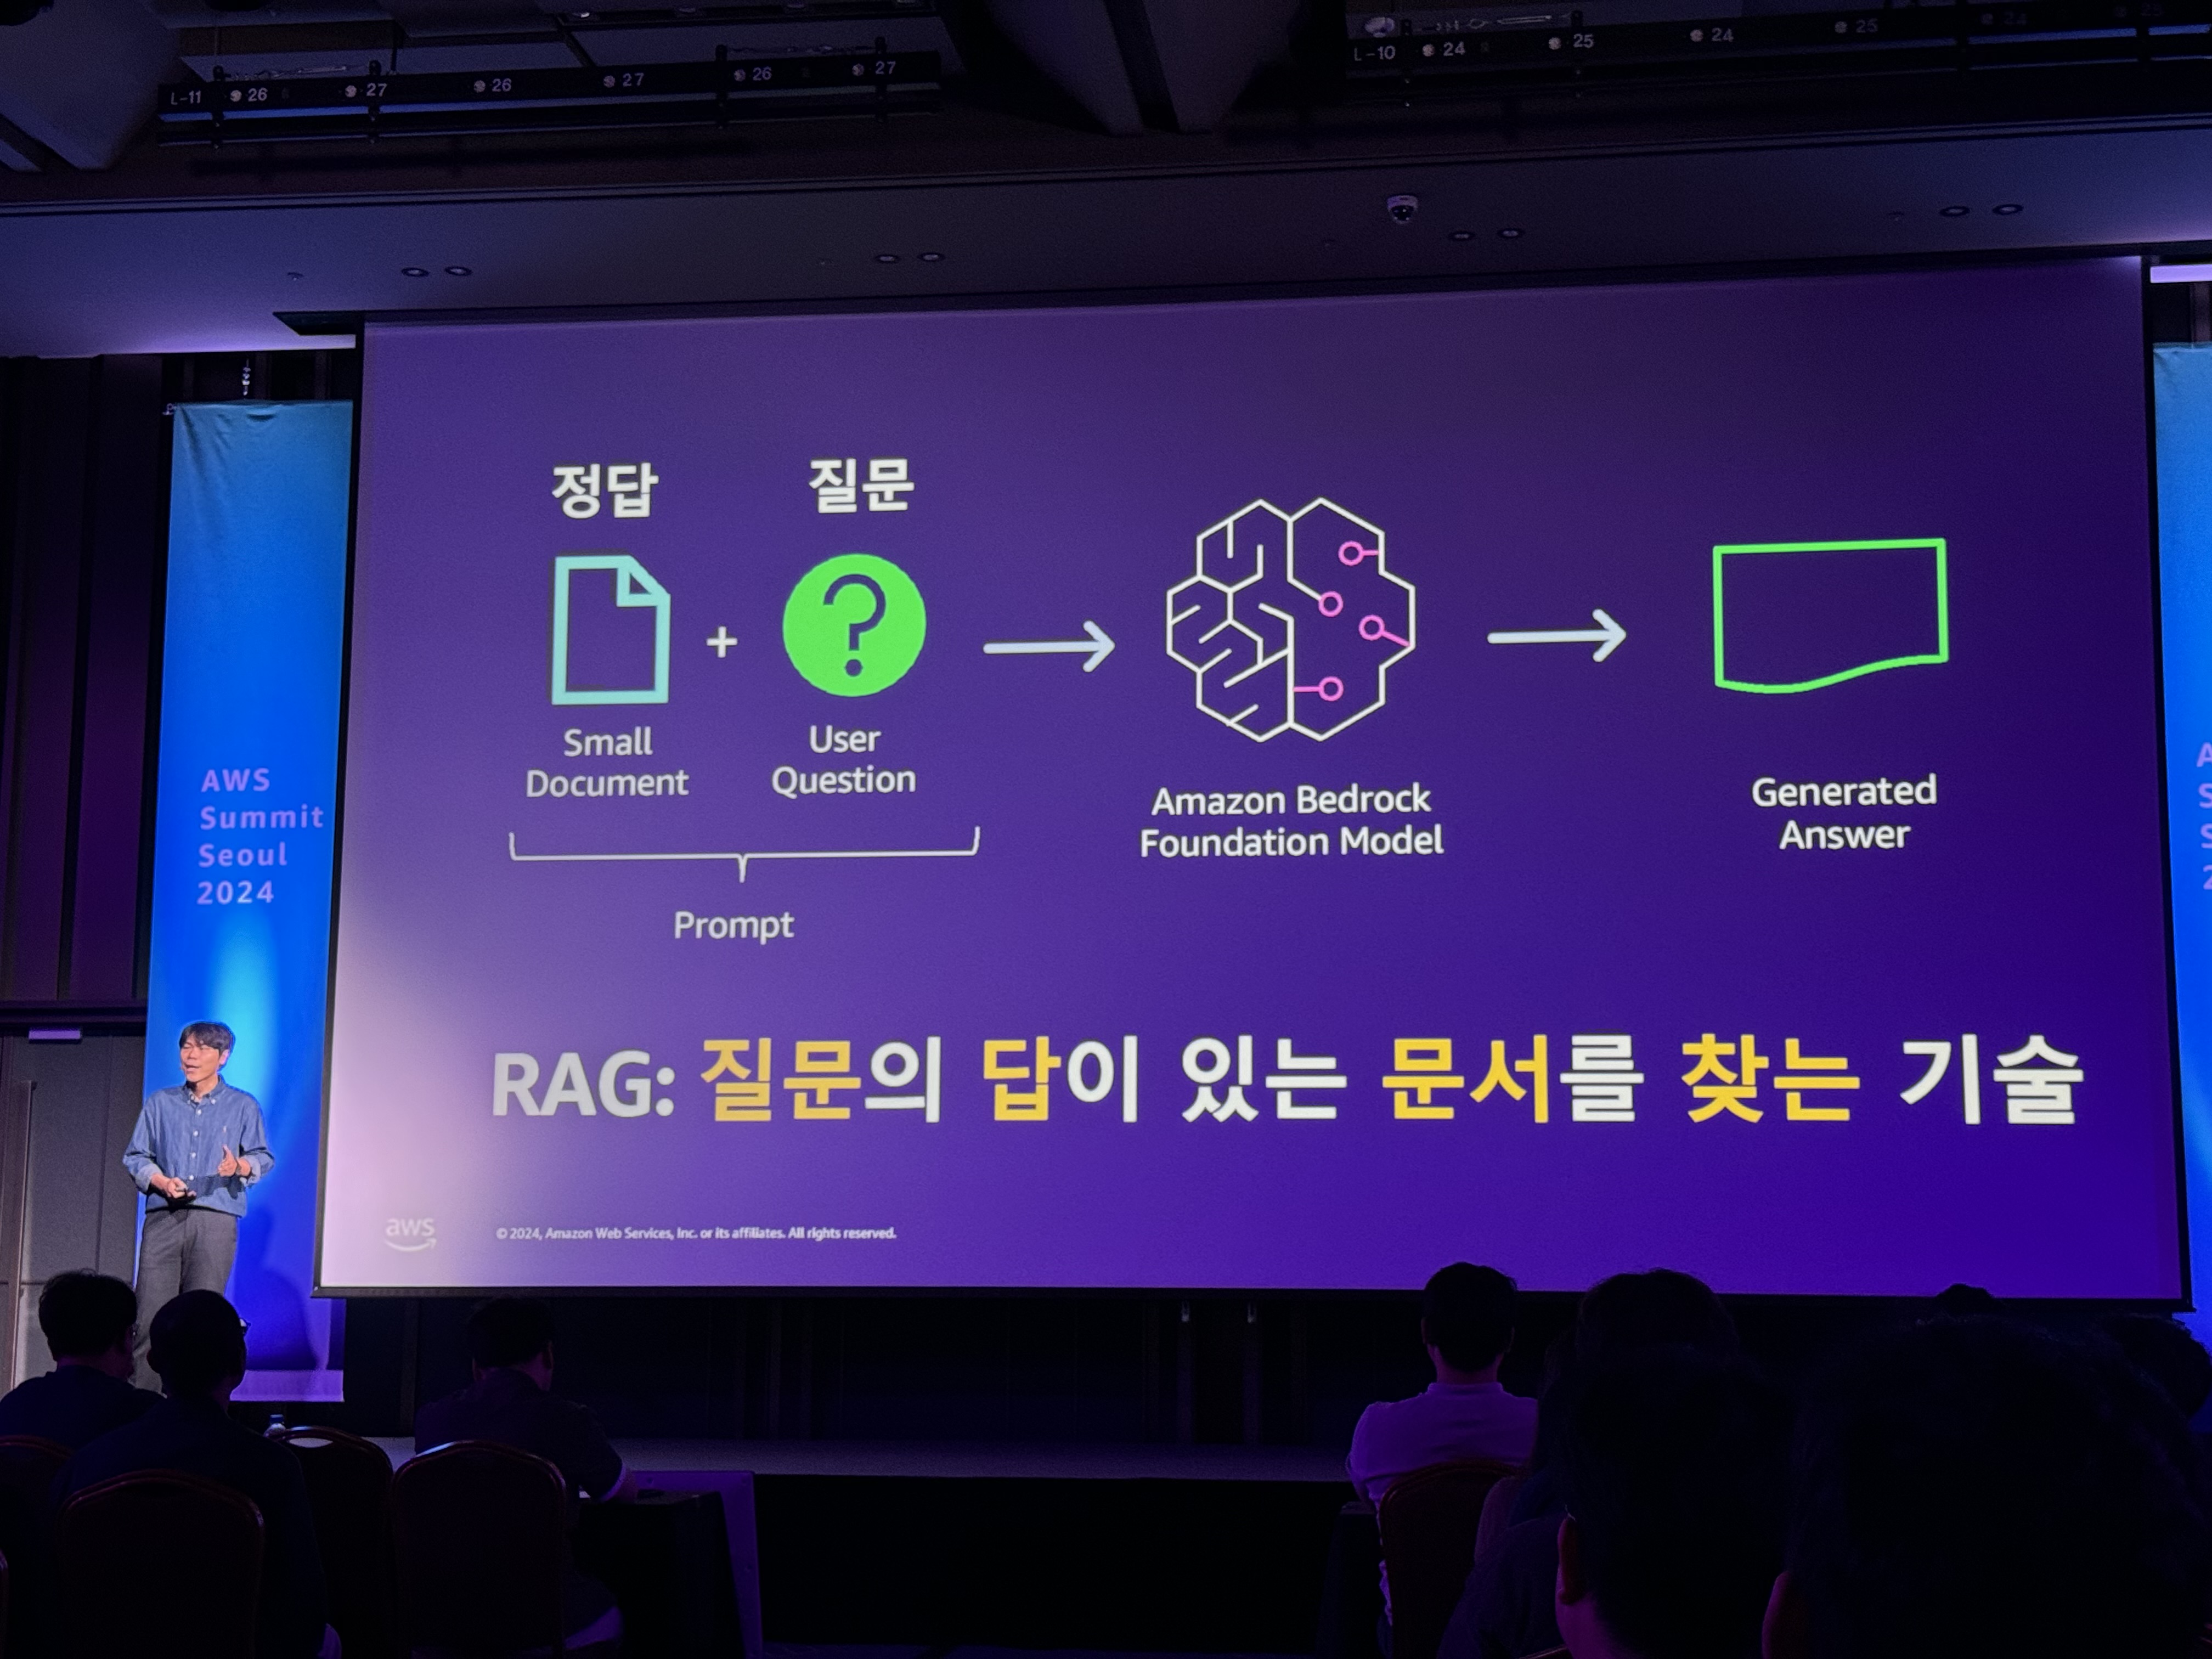 L-11 26 27 26 27 26 27
L-10 24 25 24 25 24
정답
질문
+
Small
Document
User
Question
Prompt
Amazon Bedrock
Foundation Model
Generated
Answer
RAG: 질문의 답이 있는 문서를 찾는 기술
aws
© 2024, Amazon Web Services, Inc. or its affiliates. All rights reserved.
AWS
Summit
Seoul
2024